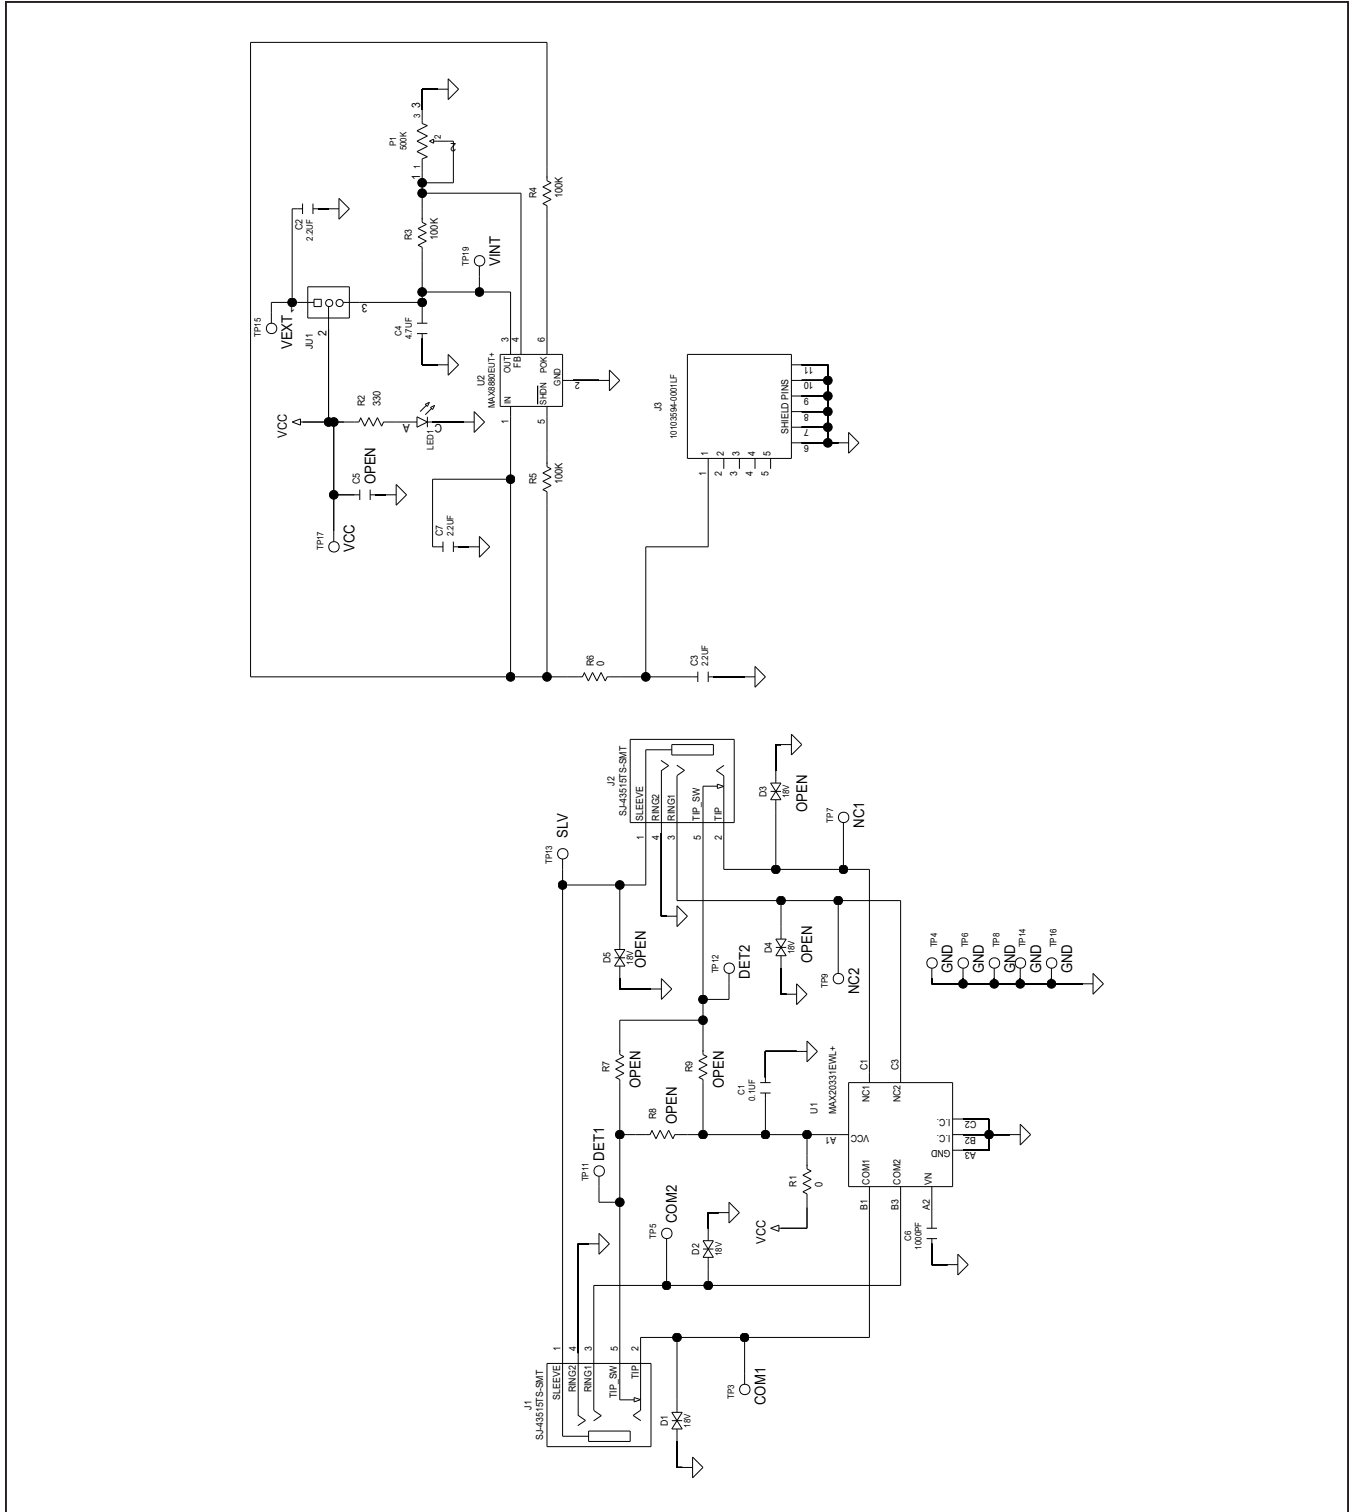 P1
500K
1
1
2
2
3
3
C2
2.2UF
R3
100K
R4
100K
TP19
VINT
TP15
VEXT
JU1
1
2
3
C4
4.7UF
U2
MAX8880EUT+
IN
OUT
FB
SHDN
POK
GND
1
3
4
5
6
2
VCC
R2
330
A
C
LED1
C5
OPEN
TP17
VCC
C7
2.2UF
R5
100K
J3
10103594-0001LF
SHIELD PINS
1
2
3
4
5
1
2
3
4
5
11
10
9
8
7
6
R6
0
C3
2.2UF
J2
SJ-43515TS-SMT
SLEEVE
RING2
RING1
TIP_SW
TIP
1
4
3
5
2
TP13
SLV
D3
18V
OPEN
TP7
NC1
D5
18V
OPEN
D4
18V
OPEN
TP9
NC2
TP12
DET2
TP4
GND
TP6
GND
TP8
GND
TP14
GND
TP16
GND
R7
OPEN
R9
OPEN
R8
OPEN
C1
0.1UF
U1
MAX20331EWL+
NC1
NC2
VCC
COM1
COM2
VN
GND
I.C.
I.C.
C1
C3
A1
C2
B2
A3
B1
B3
A2
TP11
DET1
TP5
COM2
D2
18V
VCC
R1
0
C6
1000PF
J1
SJ-43515TS-SMT
SLEEVE
RING2
RING1
TIP_SW
TIP
1
4
3
5
2
D1
18V
TP3
COM1